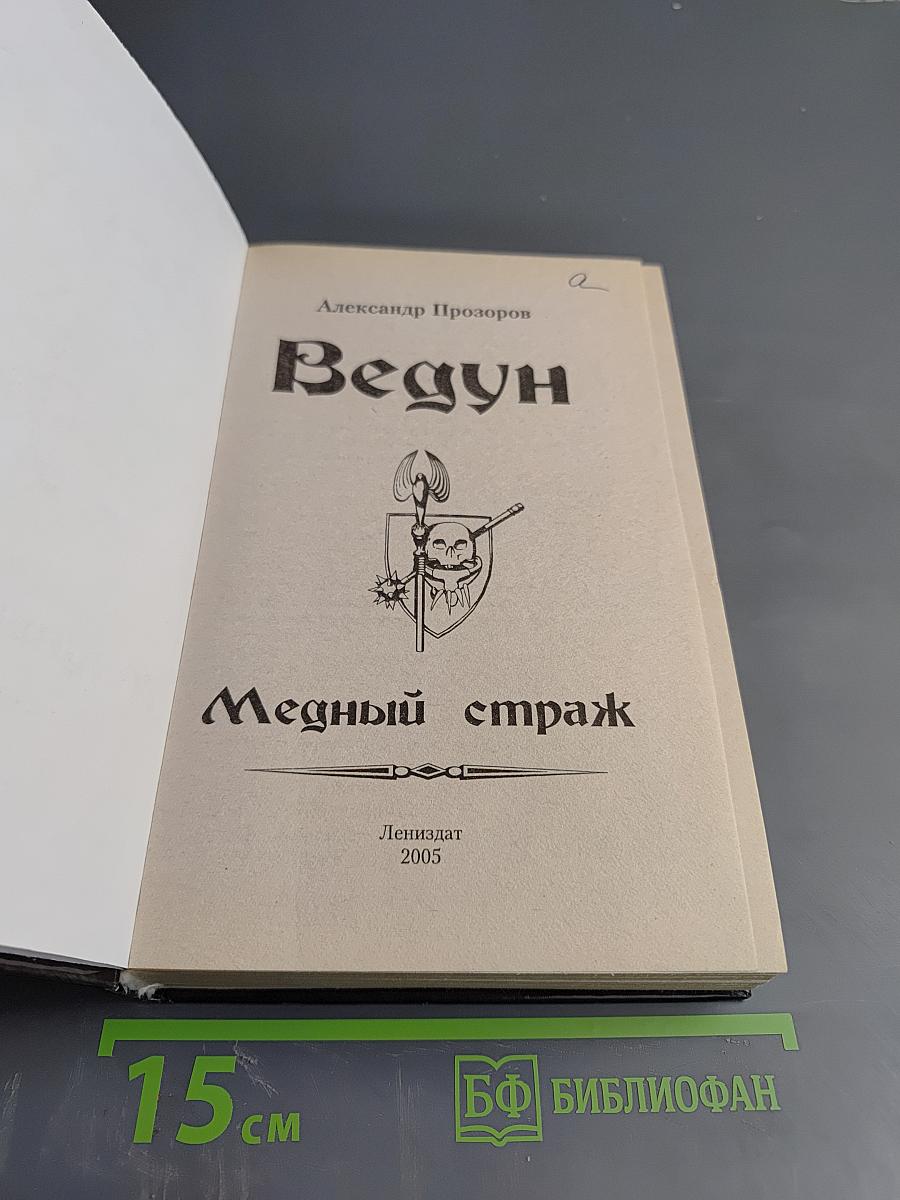 а
Александр Прозоров
Ведун
Медный страж
Лениздат
2005
15 см
БФ БИБЛИОФАН